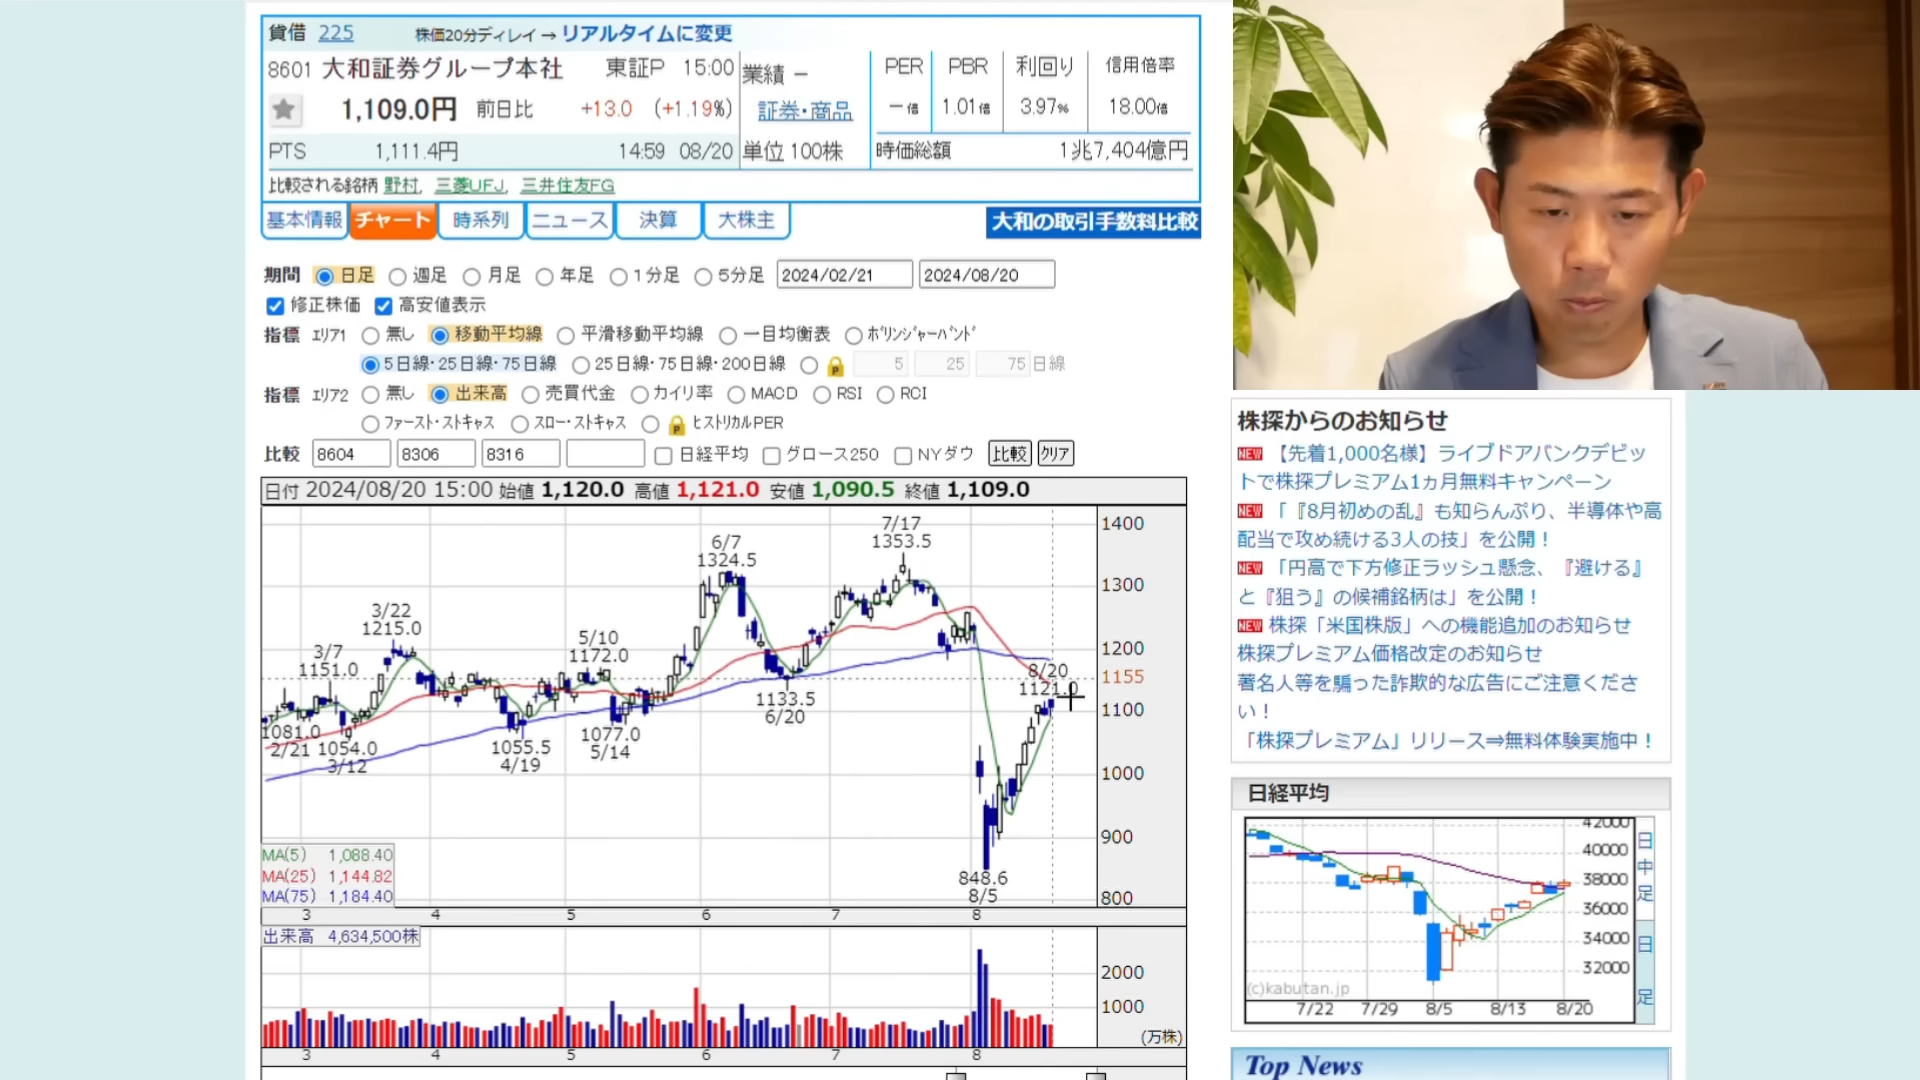 貸借 225 株価20分ディレイ → リアルタイムに変更
8601 大和証券グループ本社 東証P 15:00
業績 －
1,109.0円 前日比 +13.0 (+1.19%)
証券・商品
PTS 1,111.4円 14:59 08/20
単位 100株
PER PBR 利回り 信用倍率
－倍 1.01倍 3.97% 18.00倍
時価総額 1兆7,404億円
比較される銘柄 野村, 三菱UFJ, 三井住友FG
基本情報 チャート 時系列 ニュース 決算 大株主
大和の取引手数料比較
期間 日足 週足 月足 年足 1分足 5分足 2024/02/21 2024/08/20
修正株価 高安値表示
指標 エリア1 無し 移動平均線 平滑移動平均線 一目均衡表 ボリンジャーバンド
5日線・25日線・75日線 25日線・75日線・200日線 P 5 25 75 日線
指標 エリア2 無し 出来高 売買代金 カイリ率 MACD RSI RCI
ファースト・ストキャス スロー・ストキャス P ヒストリカルPER
比較 8604 8306 8316 日経平均 グロース250 NYダウ 比較 クリア
日付 2024/08/20 15:00 始値 1,120.0 高値 1,121.0 安値 1,090.5 終値 1,109.0
1400
1300
1200
1155
1100
1000
900
800
7/17
1353.5
6/7
1324.5
3/22
1215.0
3/7
1151.0
5/10
1172.0
8/20
1121.0
1133.5
6/20
1081.0
2/21
1054.0
3/12
1055.5
4/19
1077.0
5/14
848.6
8/5
MA(5) 1,088.40
MA(25) 1,144.82
MA(75) 1,184.40
3 4 5 6 7 8
出来高 4,634,500株
2000
1000
(万株)
3 4 5 6 7 8
株探からのお知らせ
NEW 【先着1,000名様】ライブドアバンクデビッ
トで株探プレミアム1ヵ月無料キャンペーン
NEW 「『8月初めの乱』も知らんぷり、半導体や高
配当で攻め続ける3人の技」を公開！
NEW 「円高で下方修正ラッシュ懸念、『避ける』
と『狙う』の候補銘柄は」を公開！
NEW 株探「米国株版」への機能追加のお知らせ
株探プレミアム価格改定のお知らせ
著名人等を騙った詐欺的な広告にご注意くださ
い！
「株探プレミアム」リリース⇒無料体験実施中！
日経平均
42000
40000
38000
36000
34000
32000
(c)kabutan.jp
7/22 7/29 8/5 8/13 8/20
日中足
日足
Top News